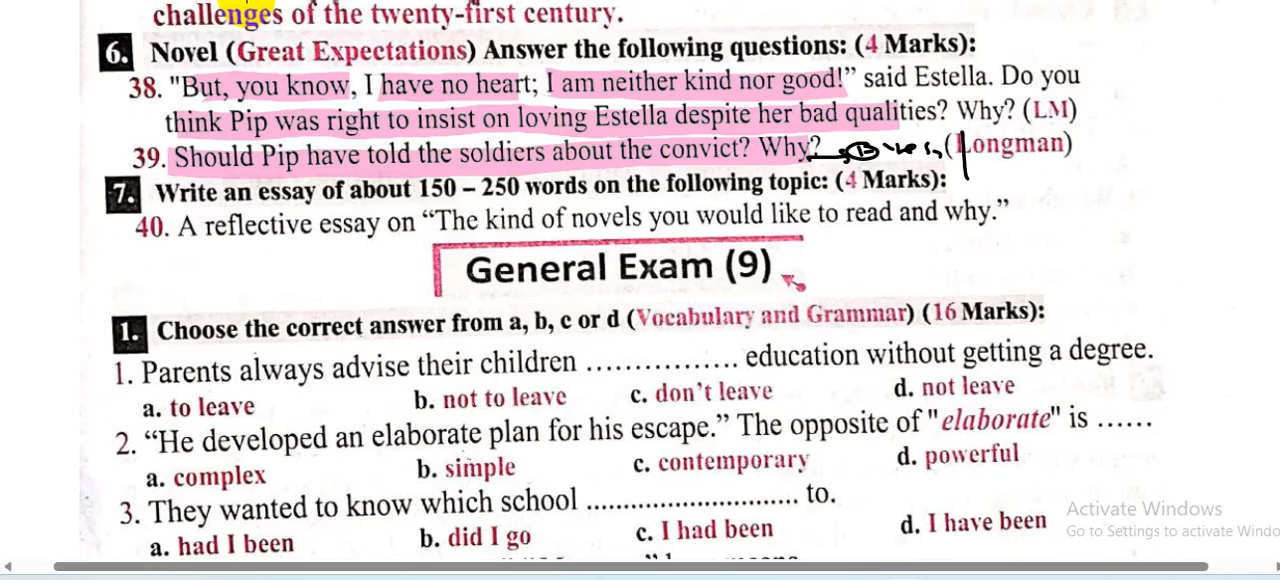 challenges of the twenty-first century.
6. Novel (Great Expectations) Answer the following questions: (4 Marks):
38. "But, you know, I have no heart; I am neither kind nor good!” said Estella. Do you
think Pip was right to insist on loving Estella despite her bad qualities? Why? (LM)
39. Should Pip have told the soldiers about the convict? Why? (Longman)
7. Write an essay of about 150 – 250 words on the following topic: (4 Marks):
40. A reflective essay on “The kind of novels you would like to read and why.”
General Exam (9)
1. Choose the correct answer from a, b, c or d (Vocabulary and Grammar) (16 Marks):
1. Parents always advise their children ................ education without getting a degree.
a. to leave b. not to leave c. don’t leave d. not leave
2. “He developed an elaborate plan for his escape.” The opposite of "elaborate" is ......
a. complex b. simple c. contemporary d. powerful
3. They wanted to know which school ............................ to.
a. had I been b. did I go c. I had been d. I have been
Activate Windows
Go to Settings to activate Windo